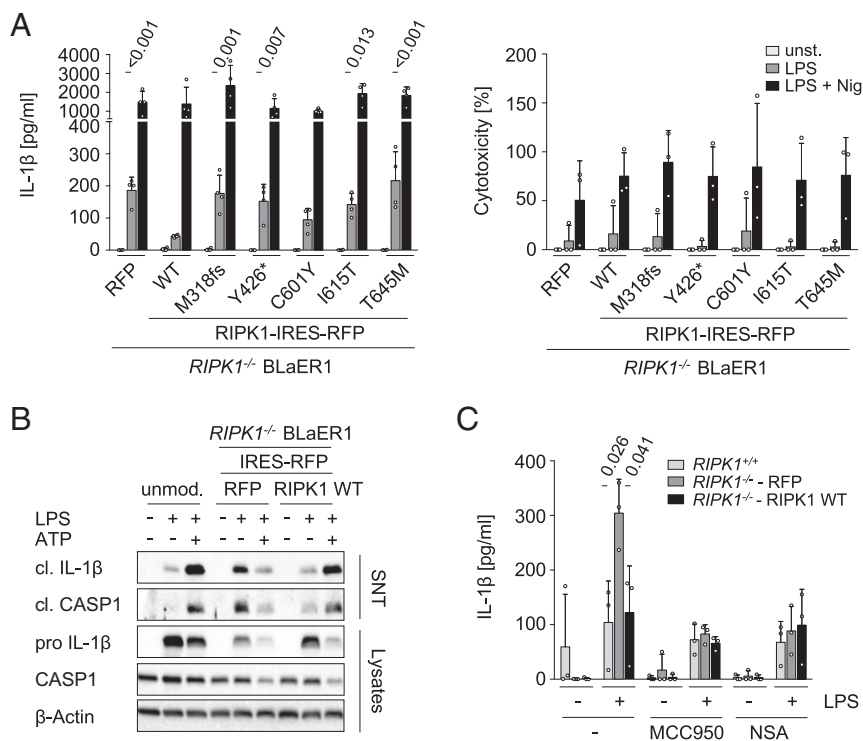 A
IL-1β [pg/ml]
4000
3000
2000
1000
400
300
200
100
0
<0.001
0.001
0.007
0.013
<0.001
RFP
WT
M318fs
Y426*
C601Y
I615T
T645M
RIPK1-IRES-RFP
RIPK1-/- BLaER1
Cytotoxicity [%]
200
150
100
50
0
unst.
LPS
LPS + Nig
RFP
WT
M318fs
Y426*
C601Y
I615T
T645M
RIPK1-IRES-RFP
RIPK1-/- BLaER1
B
RIPK1-/- BLaER1
IRES-RFP
unmod. RFP RIPK1 WT
LPS - + + - + + - + +
ATP - - + - - + - - +
cl. IL-1β
cl. CASP1
SNT
pro IL-1β
CASP1
β-Actin
Lysates
C
IL-1β [pg/ml]
400
300
200
100
0
0.026
0.041
RIPK1+/+
RIPK1-/- - RFP
RIPK1-/- - RIPK1 WT
- + - + - + LPS
- MCC950 NSA